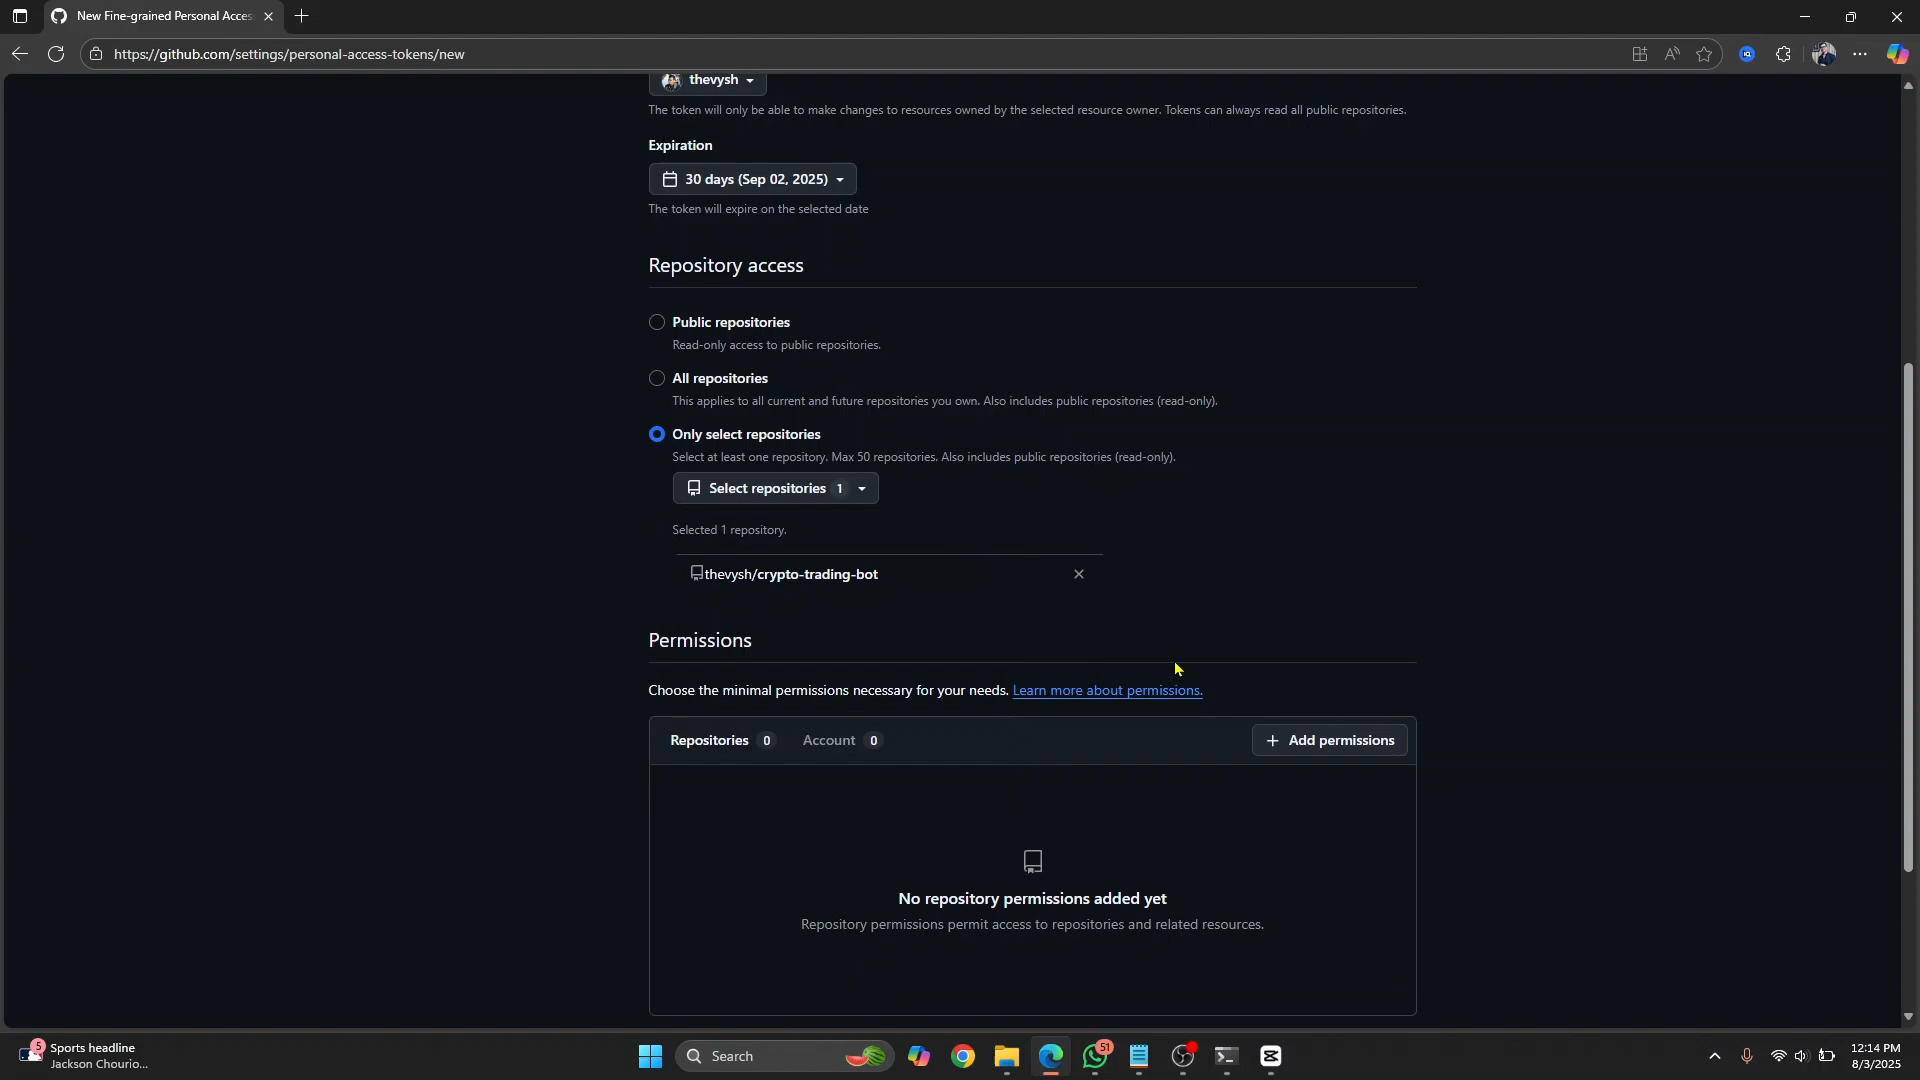 New Fine-grained Personal Acces
https://github.com/settings/personal-access-tokens/new
thevysh
The token will only be able to make changes to resources owned by the selected resource owner. Tokens can always read all public repositories.
Expiration
30 days (Sep 02, 2025)
The token will expire on the selected date
Repository access
Public repositories
Read-only access to public repositories.
All repositories
This applies to all current and future repositories you own. Also includes public repositories (read-only).
Only select repositories
Select at least one repository. Max 50 repositories. Also includes public repositories (read-only).
Select repositories 1
Selected 1 repository.
thevysh/crypto-trading-bot
Permissions
Choose the minimal permissions necessary for your needs. Learn more about permissions.
Repositories 0 Account 0 + Add permissions
No repository permissions added yet
Repository permissions permit access to repositories and related resources.
5
Sports headline
Jackson Chourio...
Search
51
12:14 PM
8/3/2025